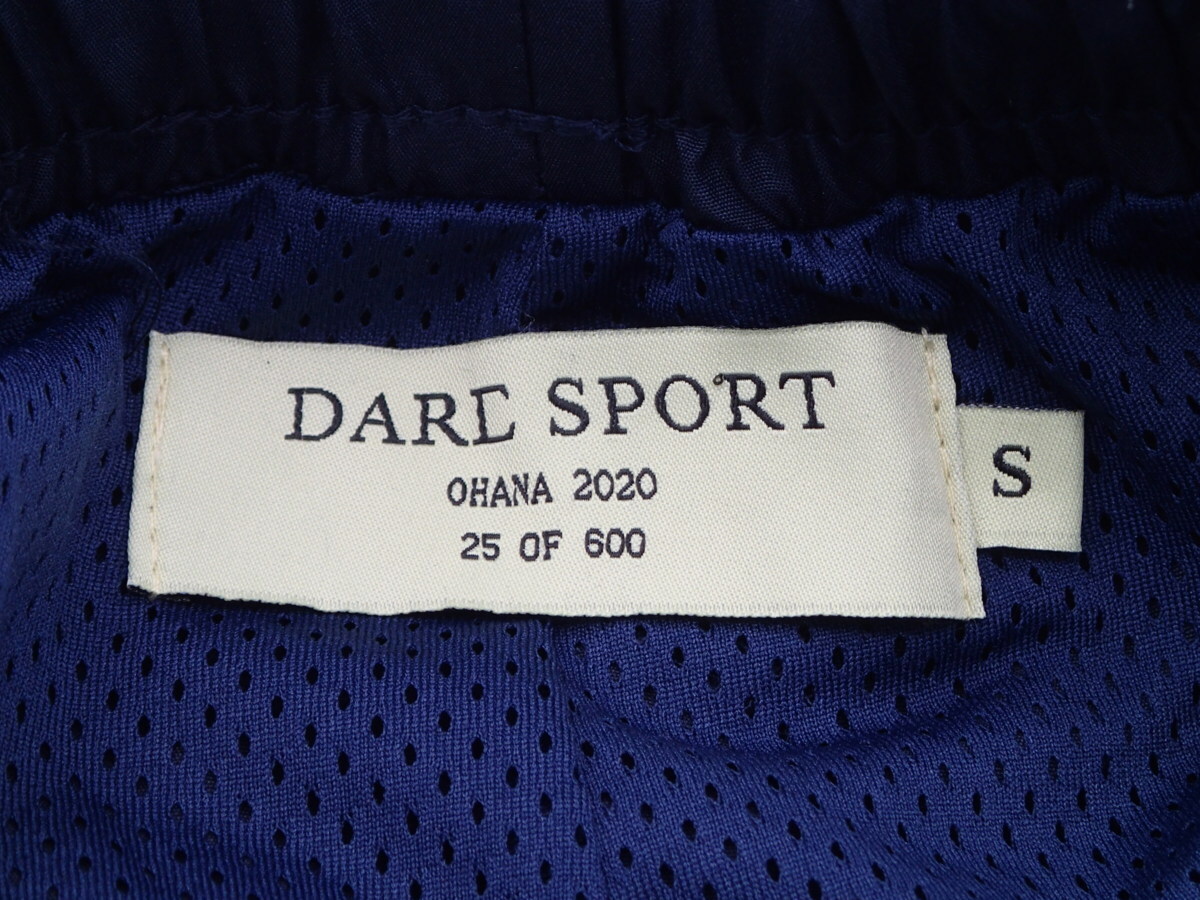 DARE SPORT
OHANA 2020
25 OF 600
S